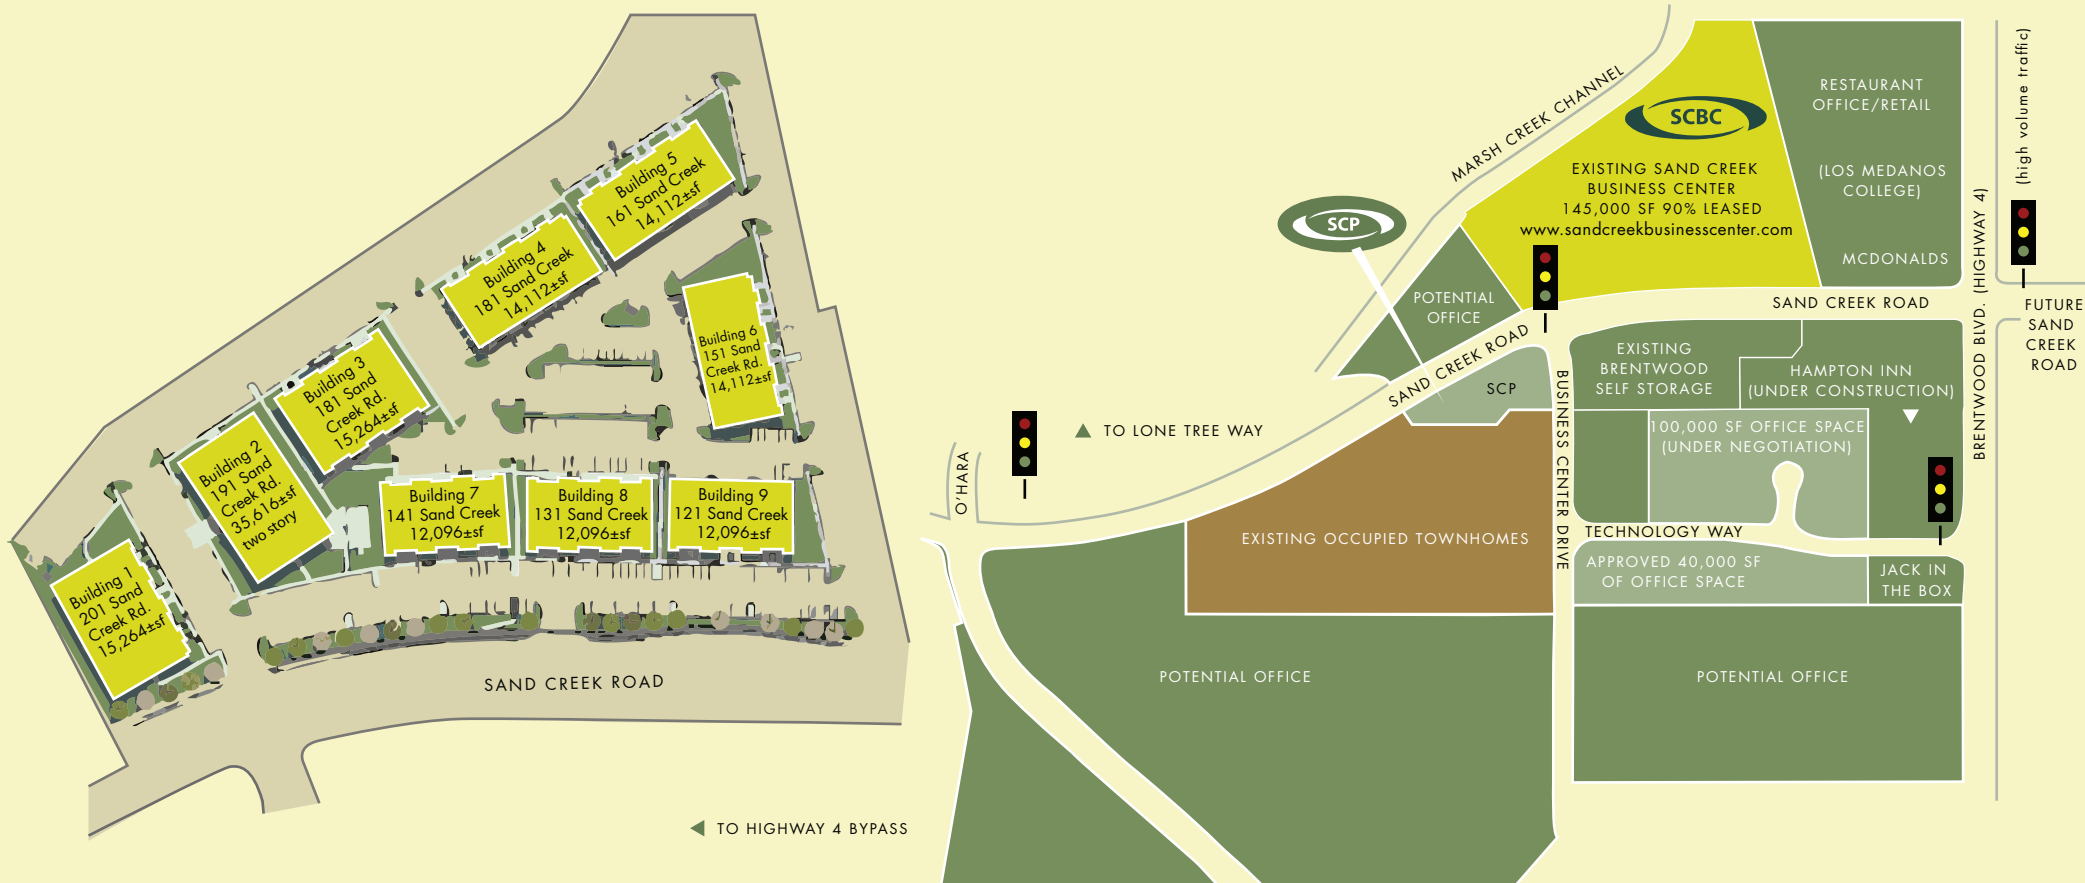 Building 5
161 Sand Creek
14,112±sf
Building 4
181 Sand Creek
14,112±sf
Building 6
151 Sand
Creek Rd.
14,112±sf
Building 3
181 Sand
Creek Rd.
15,264±sf
Building 2
191 Sand
Creek Rd.
35,616±sf
two story
Building 7
141 Sand Creek
12,096±sf
Building 8
131 Sand Creek
12,096±sf
Building 9
121 Sand Creek
12,096±sf
Building 1
201 Sand
Creek Rd.
15,264±sf
SAND CREEK ROAD
TO HIGHWAY 4 BYPASS
MARSH CREEK CHANNEL
SCBC
EXISTING SAND CREEK
BUSINESS CENTER
145,000 SF 90% LEASED
www.sandcreekbusinesscenter.com
RESTAURANT
OFFICE/RETAIL
(LOS MEDANOS
COLLEGE)
MCDONALDS
(high volume traffic)
BRENTWOOD BLVD. (HIGHWAY 4)
SCP
POTENTIAL
OFFICE
SAND CREEK ROAD
SAND CREEK ROAD
FUTURE
SAND
CREEK
ROAD
SCP
EXISTING
BRENTWOOD
SELF STORAGE
HAMPTON INN
(UNDER CONSTRUCTION)
100,000 SF OFFICE SPACE
(UNDER NEGOTIATION)
BUSINESS CENTER DRIVE
TO LONE TREE WAY
O'HARA
EXISTING OCCUPIED TOWNHOMES
TECHNOLOGY WAY
APPROVED 40,000 SF
OF OFFICE SPACE
JACK IN
THE BOX
POTENTIAL OFFICE
POTENTIAL OFFICE